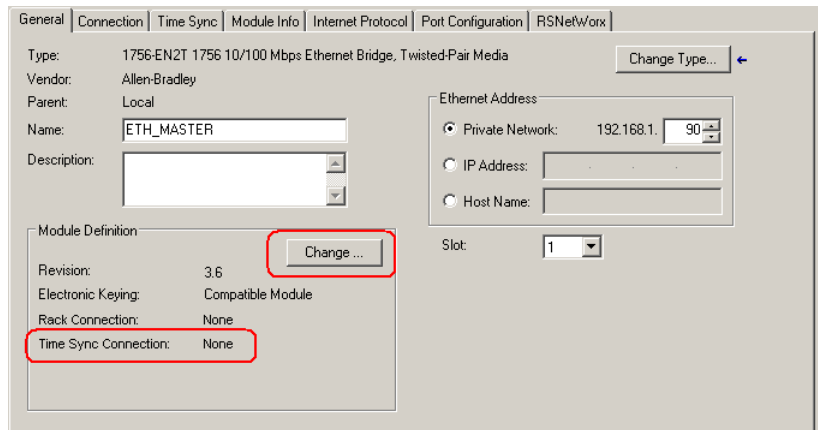 General Connection Time Sync Module Info Internet Protocol Port Configuration RSNetWorx
Type: 1756-EN2T 1756 10/100 Mbps Ethernet Bridge, Twisted-Pair Media
Change Type...
Vendor: Allen-Bradley
Parent: Local
Name: ETH_MASTER
Description:
Ethernet Address
Private Network: 192.168.1. 90
IP Address:
Host Name:
Module Definition
Change ...
Revision: 3.6
Electronic Keying: Compatible Module
Rack Connection: None
Time Sync Connection: None
Slot: 1